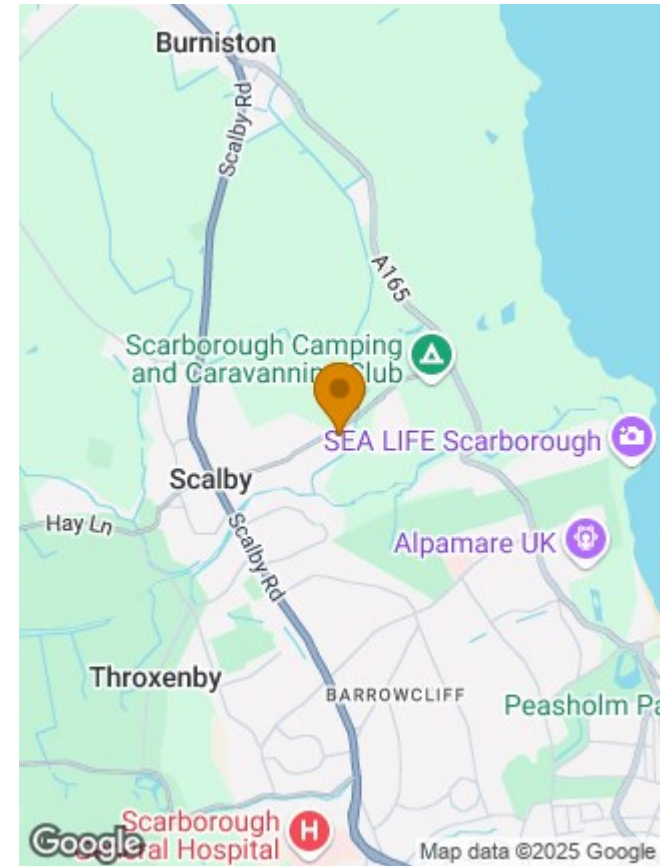 Burniston
Scalby Rd
A165
Scarborough Camping
and Caravanning Club
SEA LIFE Scarborough
Scalby
Hay Ln
Alpamare UK
Scalby Rd
Throxenby
BARROWCLIFF
Peasholm Pa
Scarborough
General Hospital
H
Google
Map data ©2025 Google